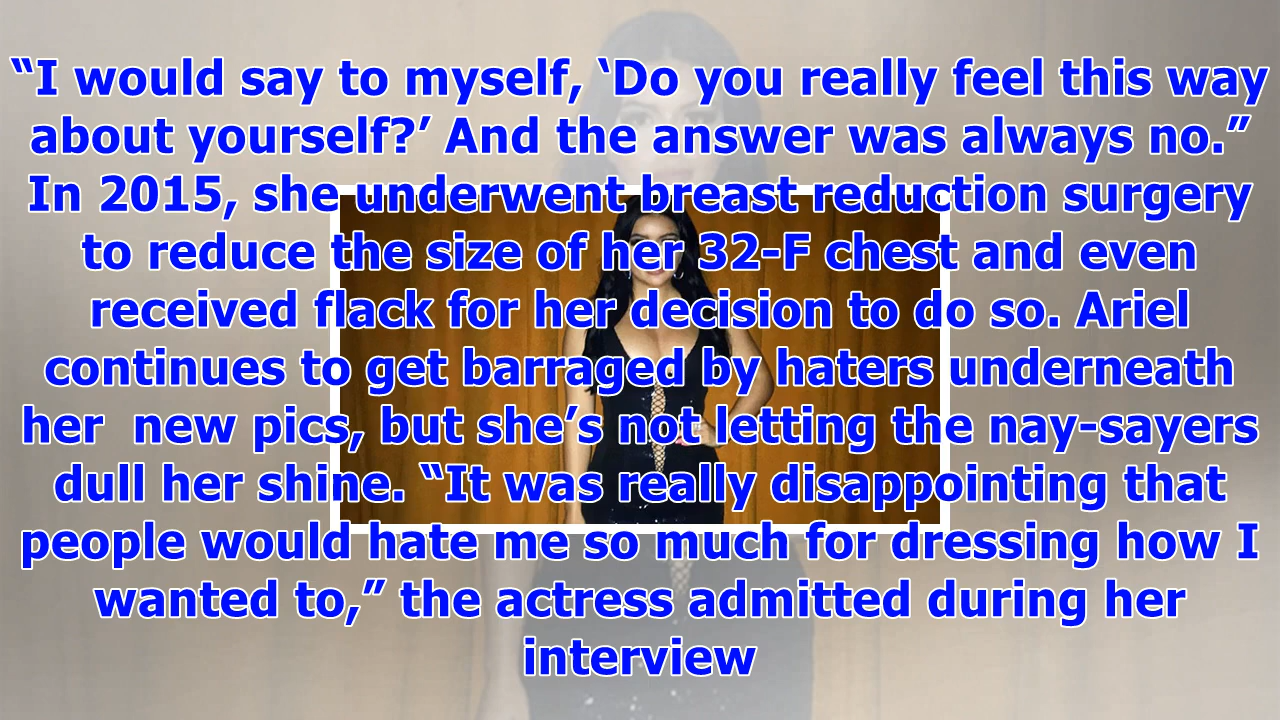 “I would say to myself, ‘Do you really feel this way
about yourself?’ And the answer was always no.”
In 2015, she underwent breast reduction surgery
to reduce the size of her 32-F chest and even
received flack for her decision to do so. Ariel
continues to get barraged by haters underneath
her  new pics, but she’s not letting the nay-sayers
dull her shine. “It was really disappointing that
people would hate me so much for dressing how I
wanted to,” the actress admitted during her
interview